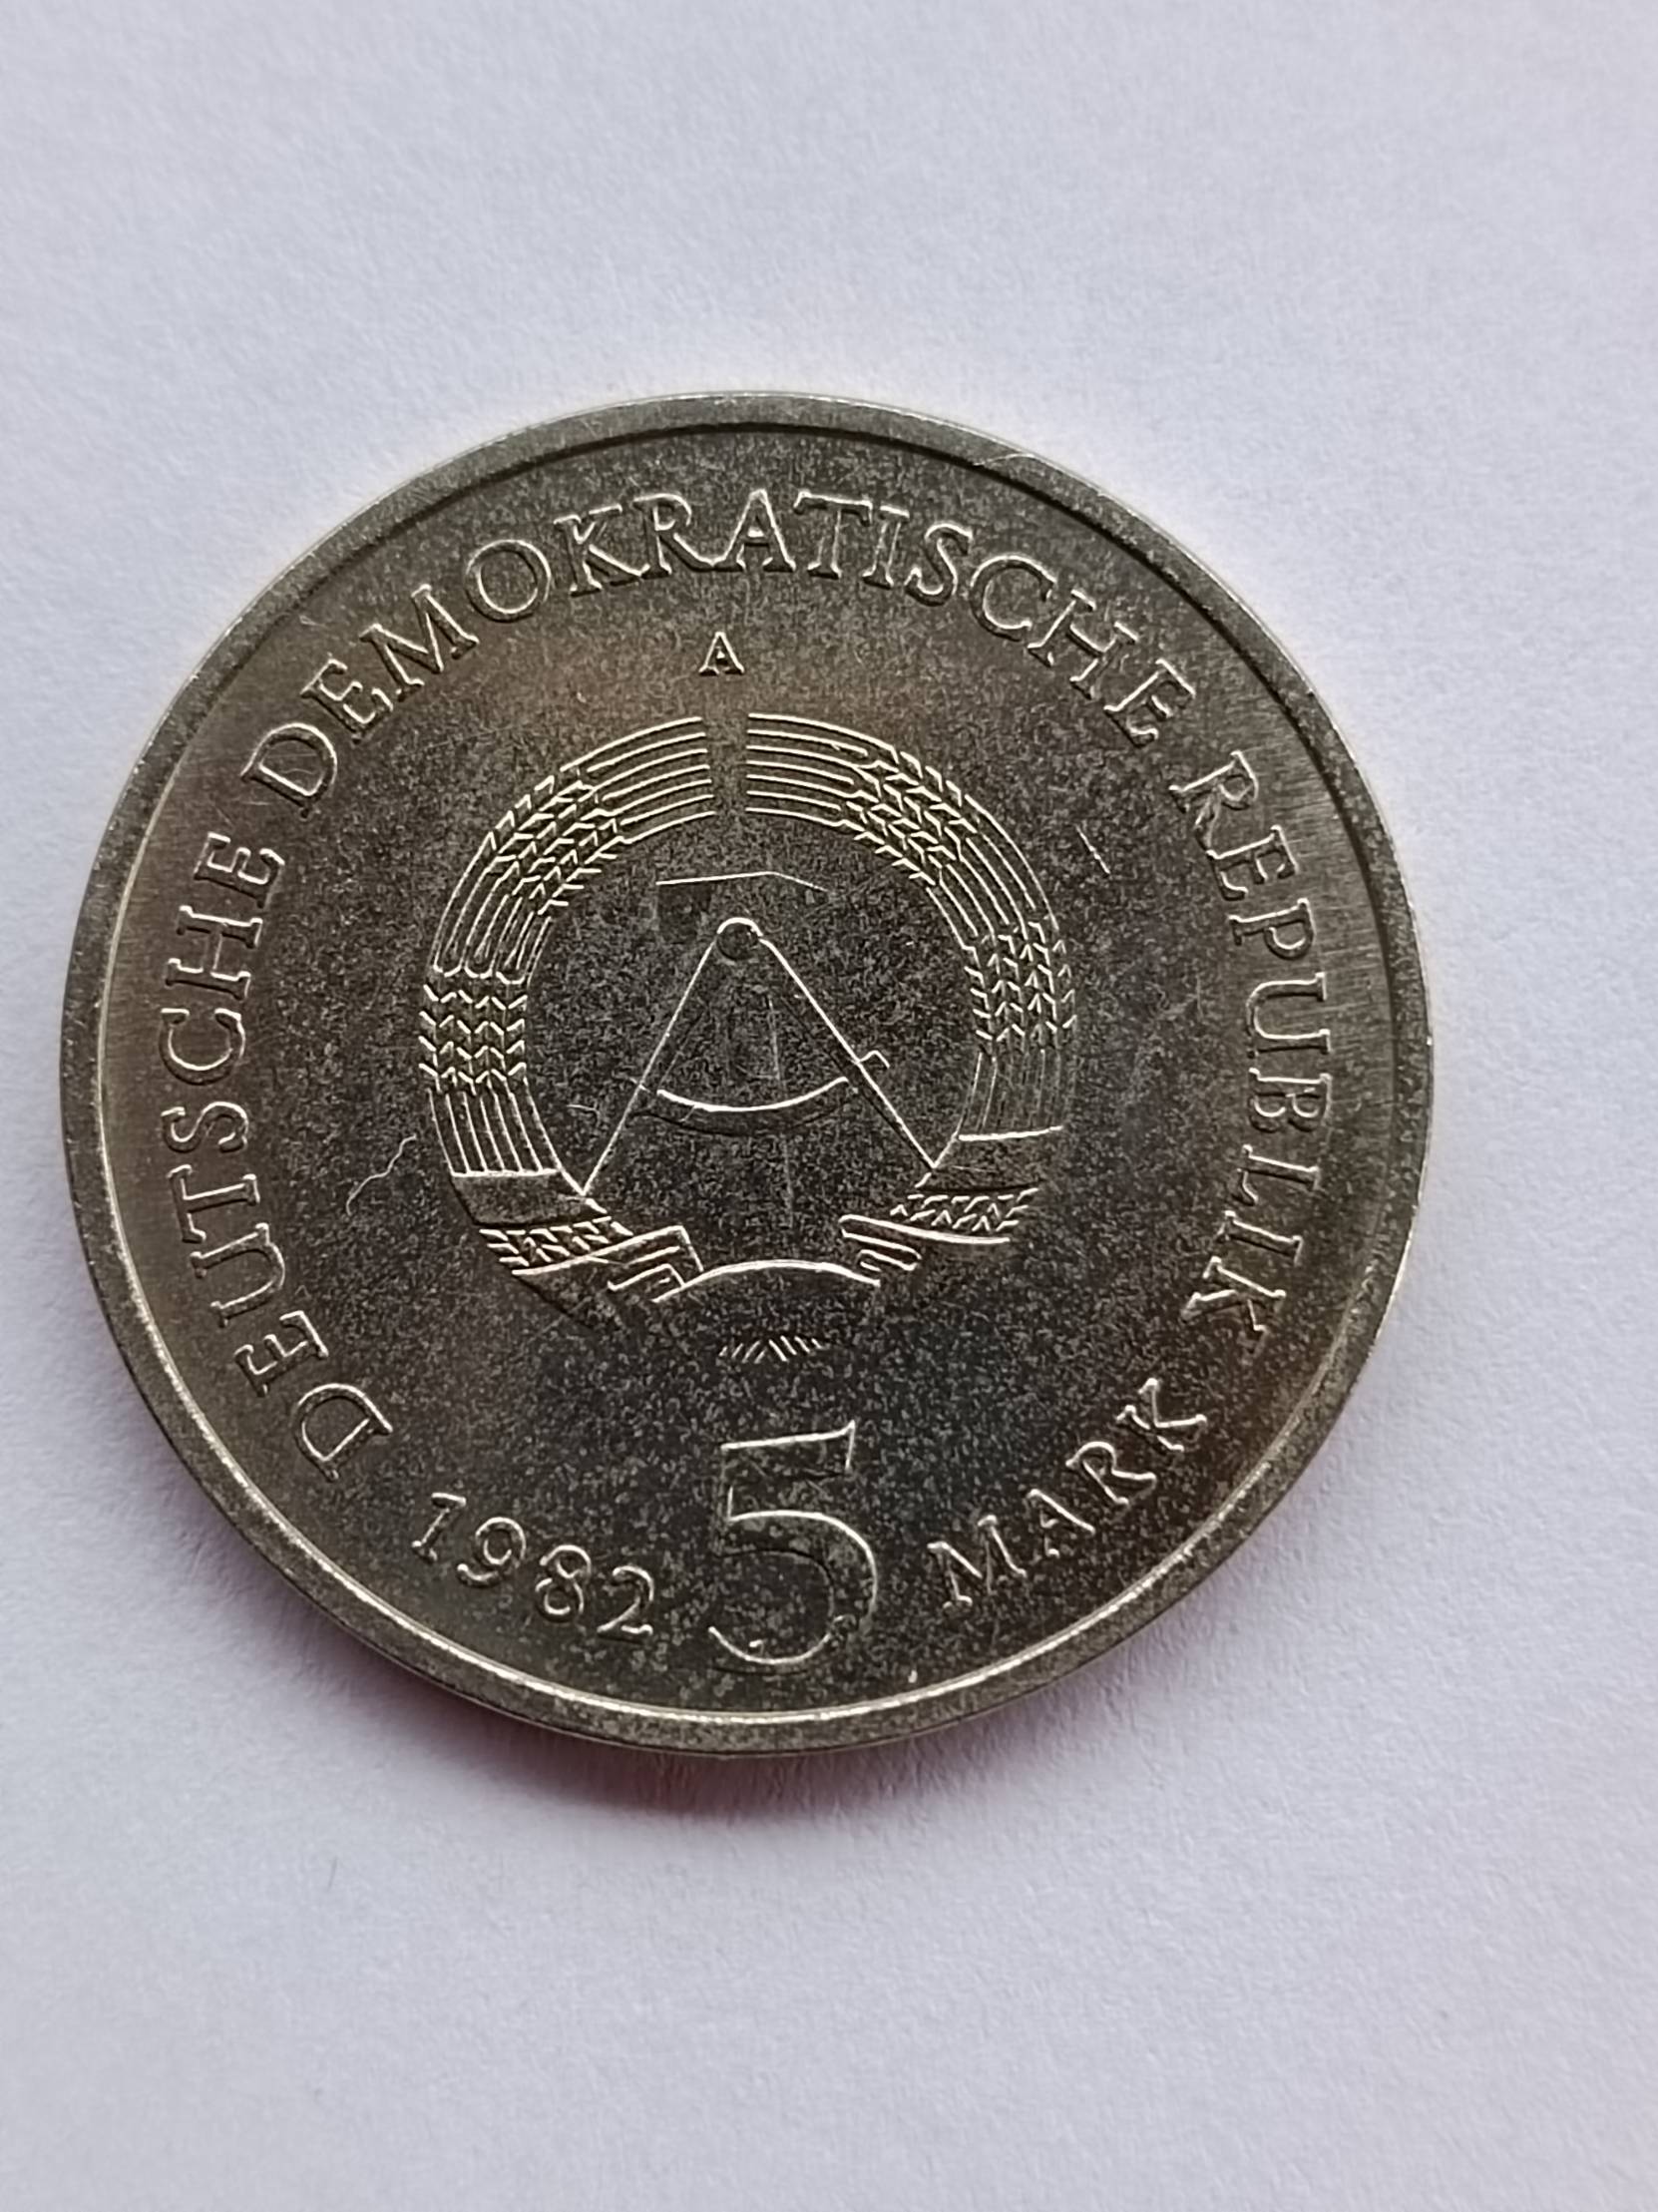 DEUTSCHE DEMOKRATISCHE REPUBLIK
A
1982 5 MARK